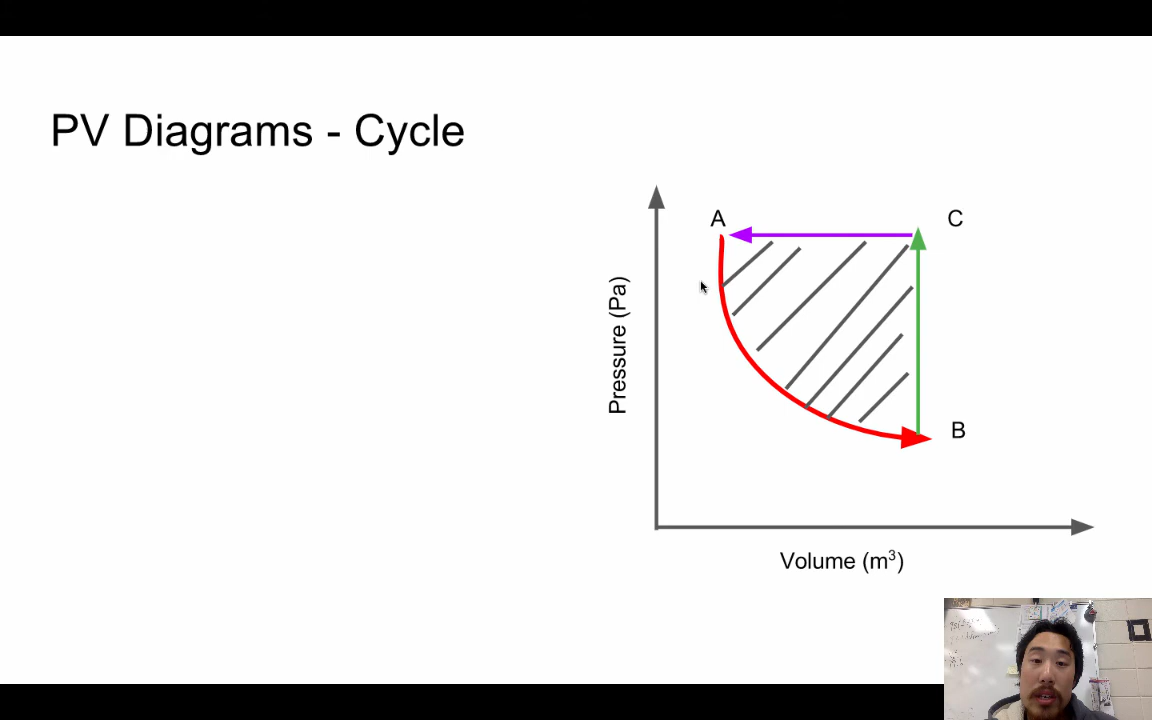 PV Diagrams - Cycle
A
C
Pressure (Pa)
B
Volume (m³)